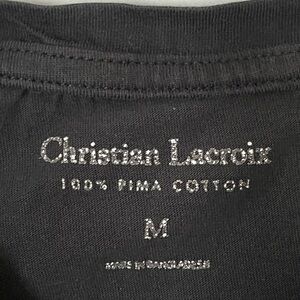 Christian Lacroix
100% PIMA COTTON
M
MADE IN BANGLADESH